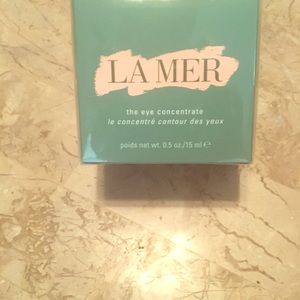 LA MER
the eye concentrate
le concentré contour des yeux
poids net wt. 0.5 oz./15 ml ℮